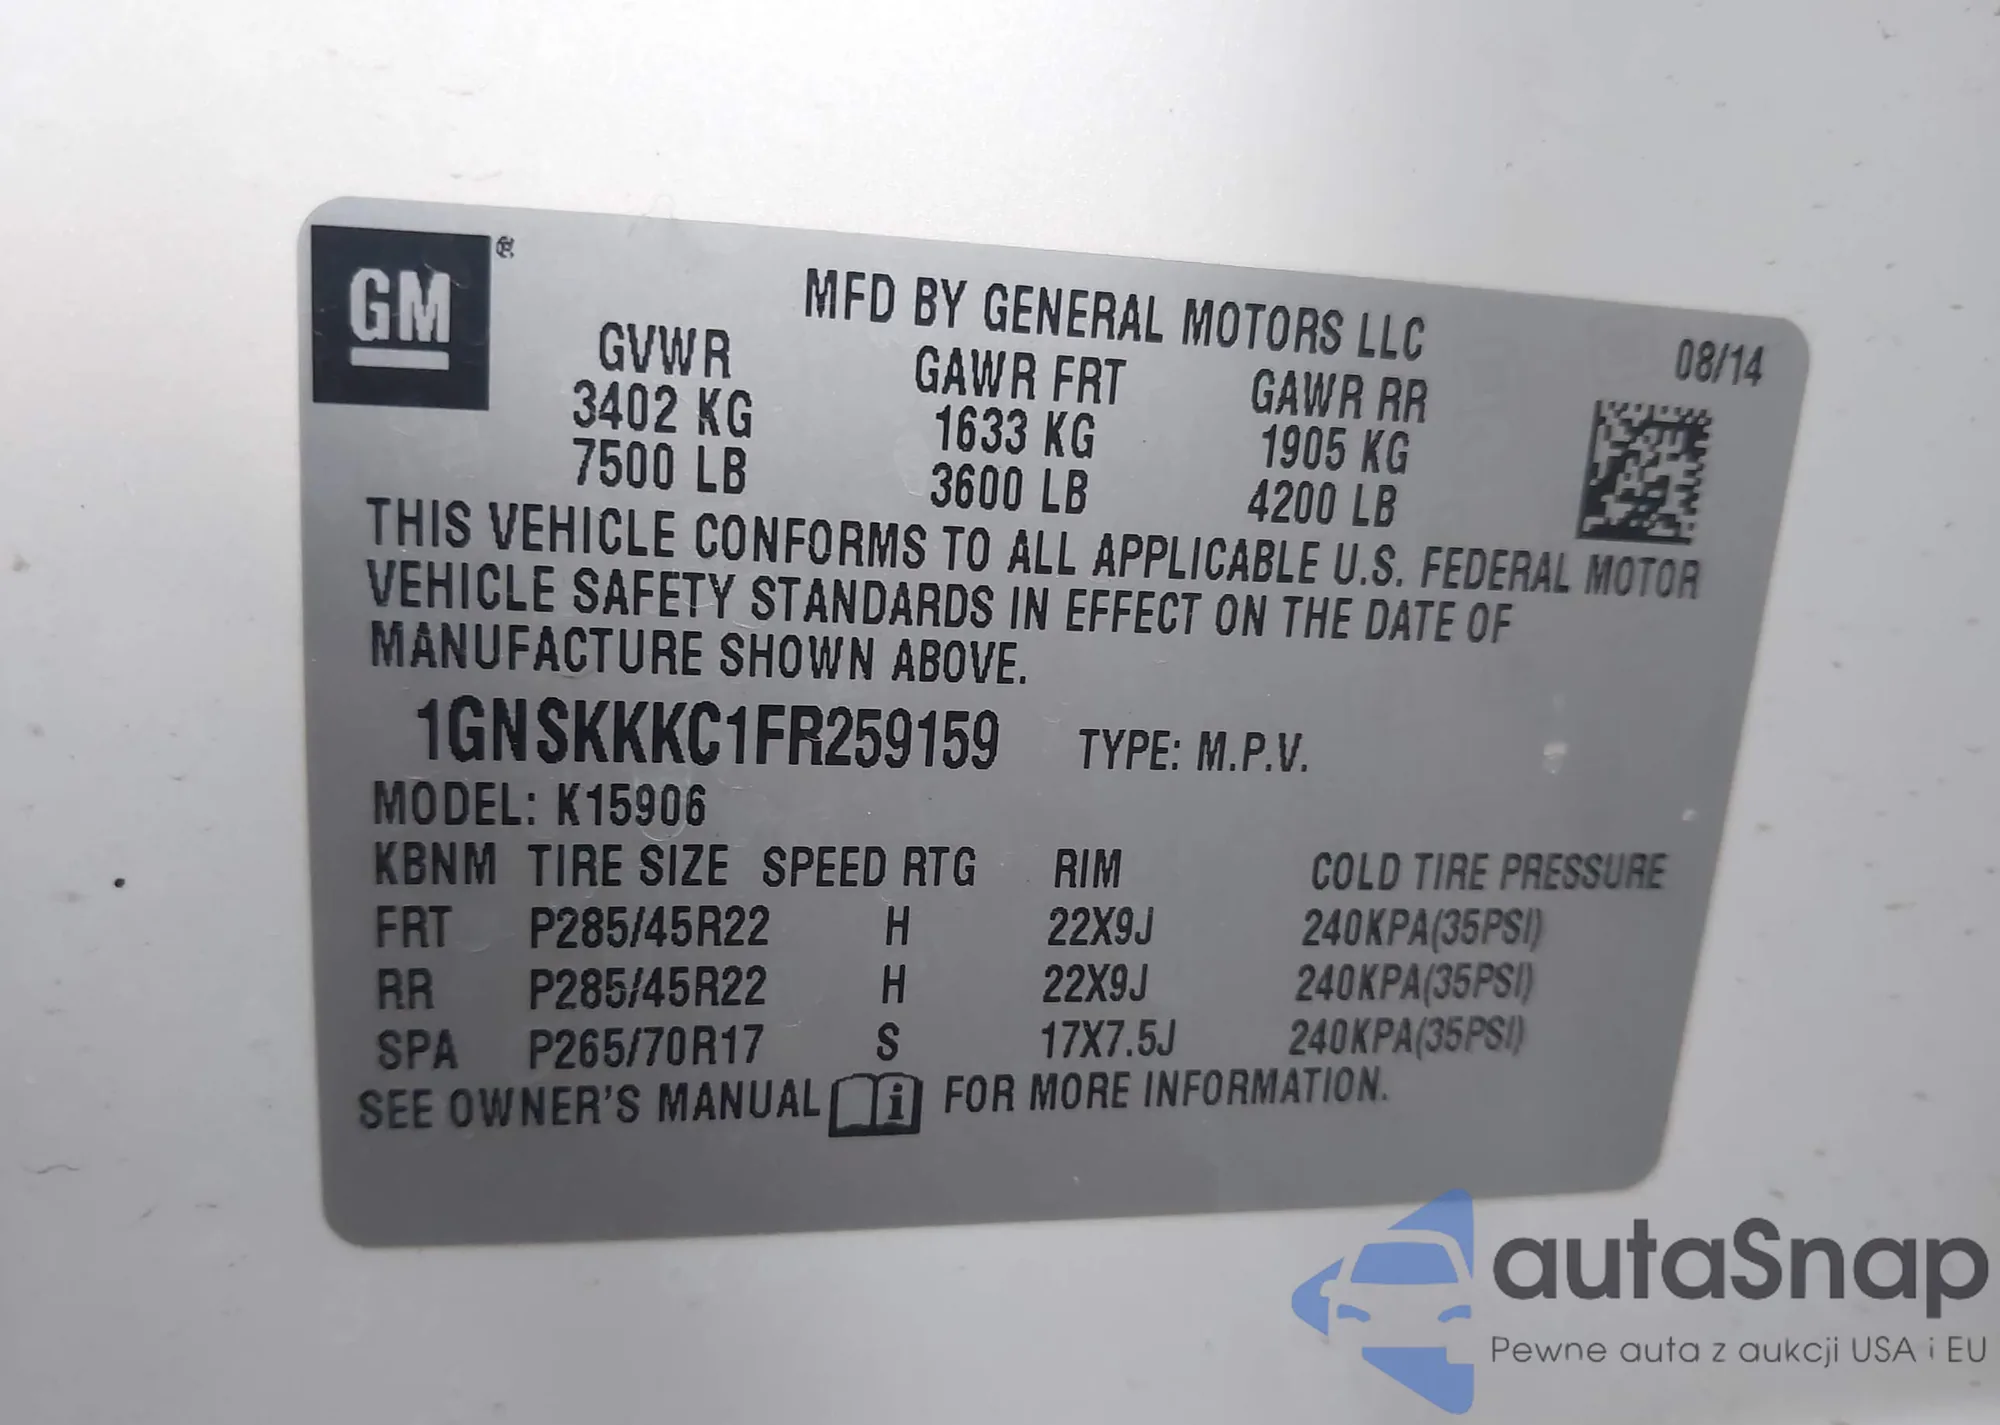 GM ®
MFD BY GENERAL MOTORS LLC
08/14
GVWR GAWR FRT GAWR RR
3402 KG 1633 KG 1905 KG
7500 LB 3600 LB 4200 LB
THIS VEHICLE CONFORMS TO ALL APPLICABLE U.S. FEDERAL MOTOR
VEHICLE SAFETY STANDARDS IN EFFECT ON THE DATE OF
MANUFACTURE SHOWN ABOVE.
1GNSKKKC1FR259159 TYPE: M.P.V.
MODEL: K15906
KBNM TIRE SIZE SPEED RTG RIM COLD TIRE PRESSURE
FRT P285/45R22 H 22X9J 240KPA(35PSI)
RR P285/45R22 H 22X9J 240KPA(35PSI)
SPA P265/70R17 S 17X7.5J 240KPA(35PSI)
SEE OWNER'S MANUAL i FOR MORE INFORMATION.
autaSnap
Pewne auta z aukcji USA i EU